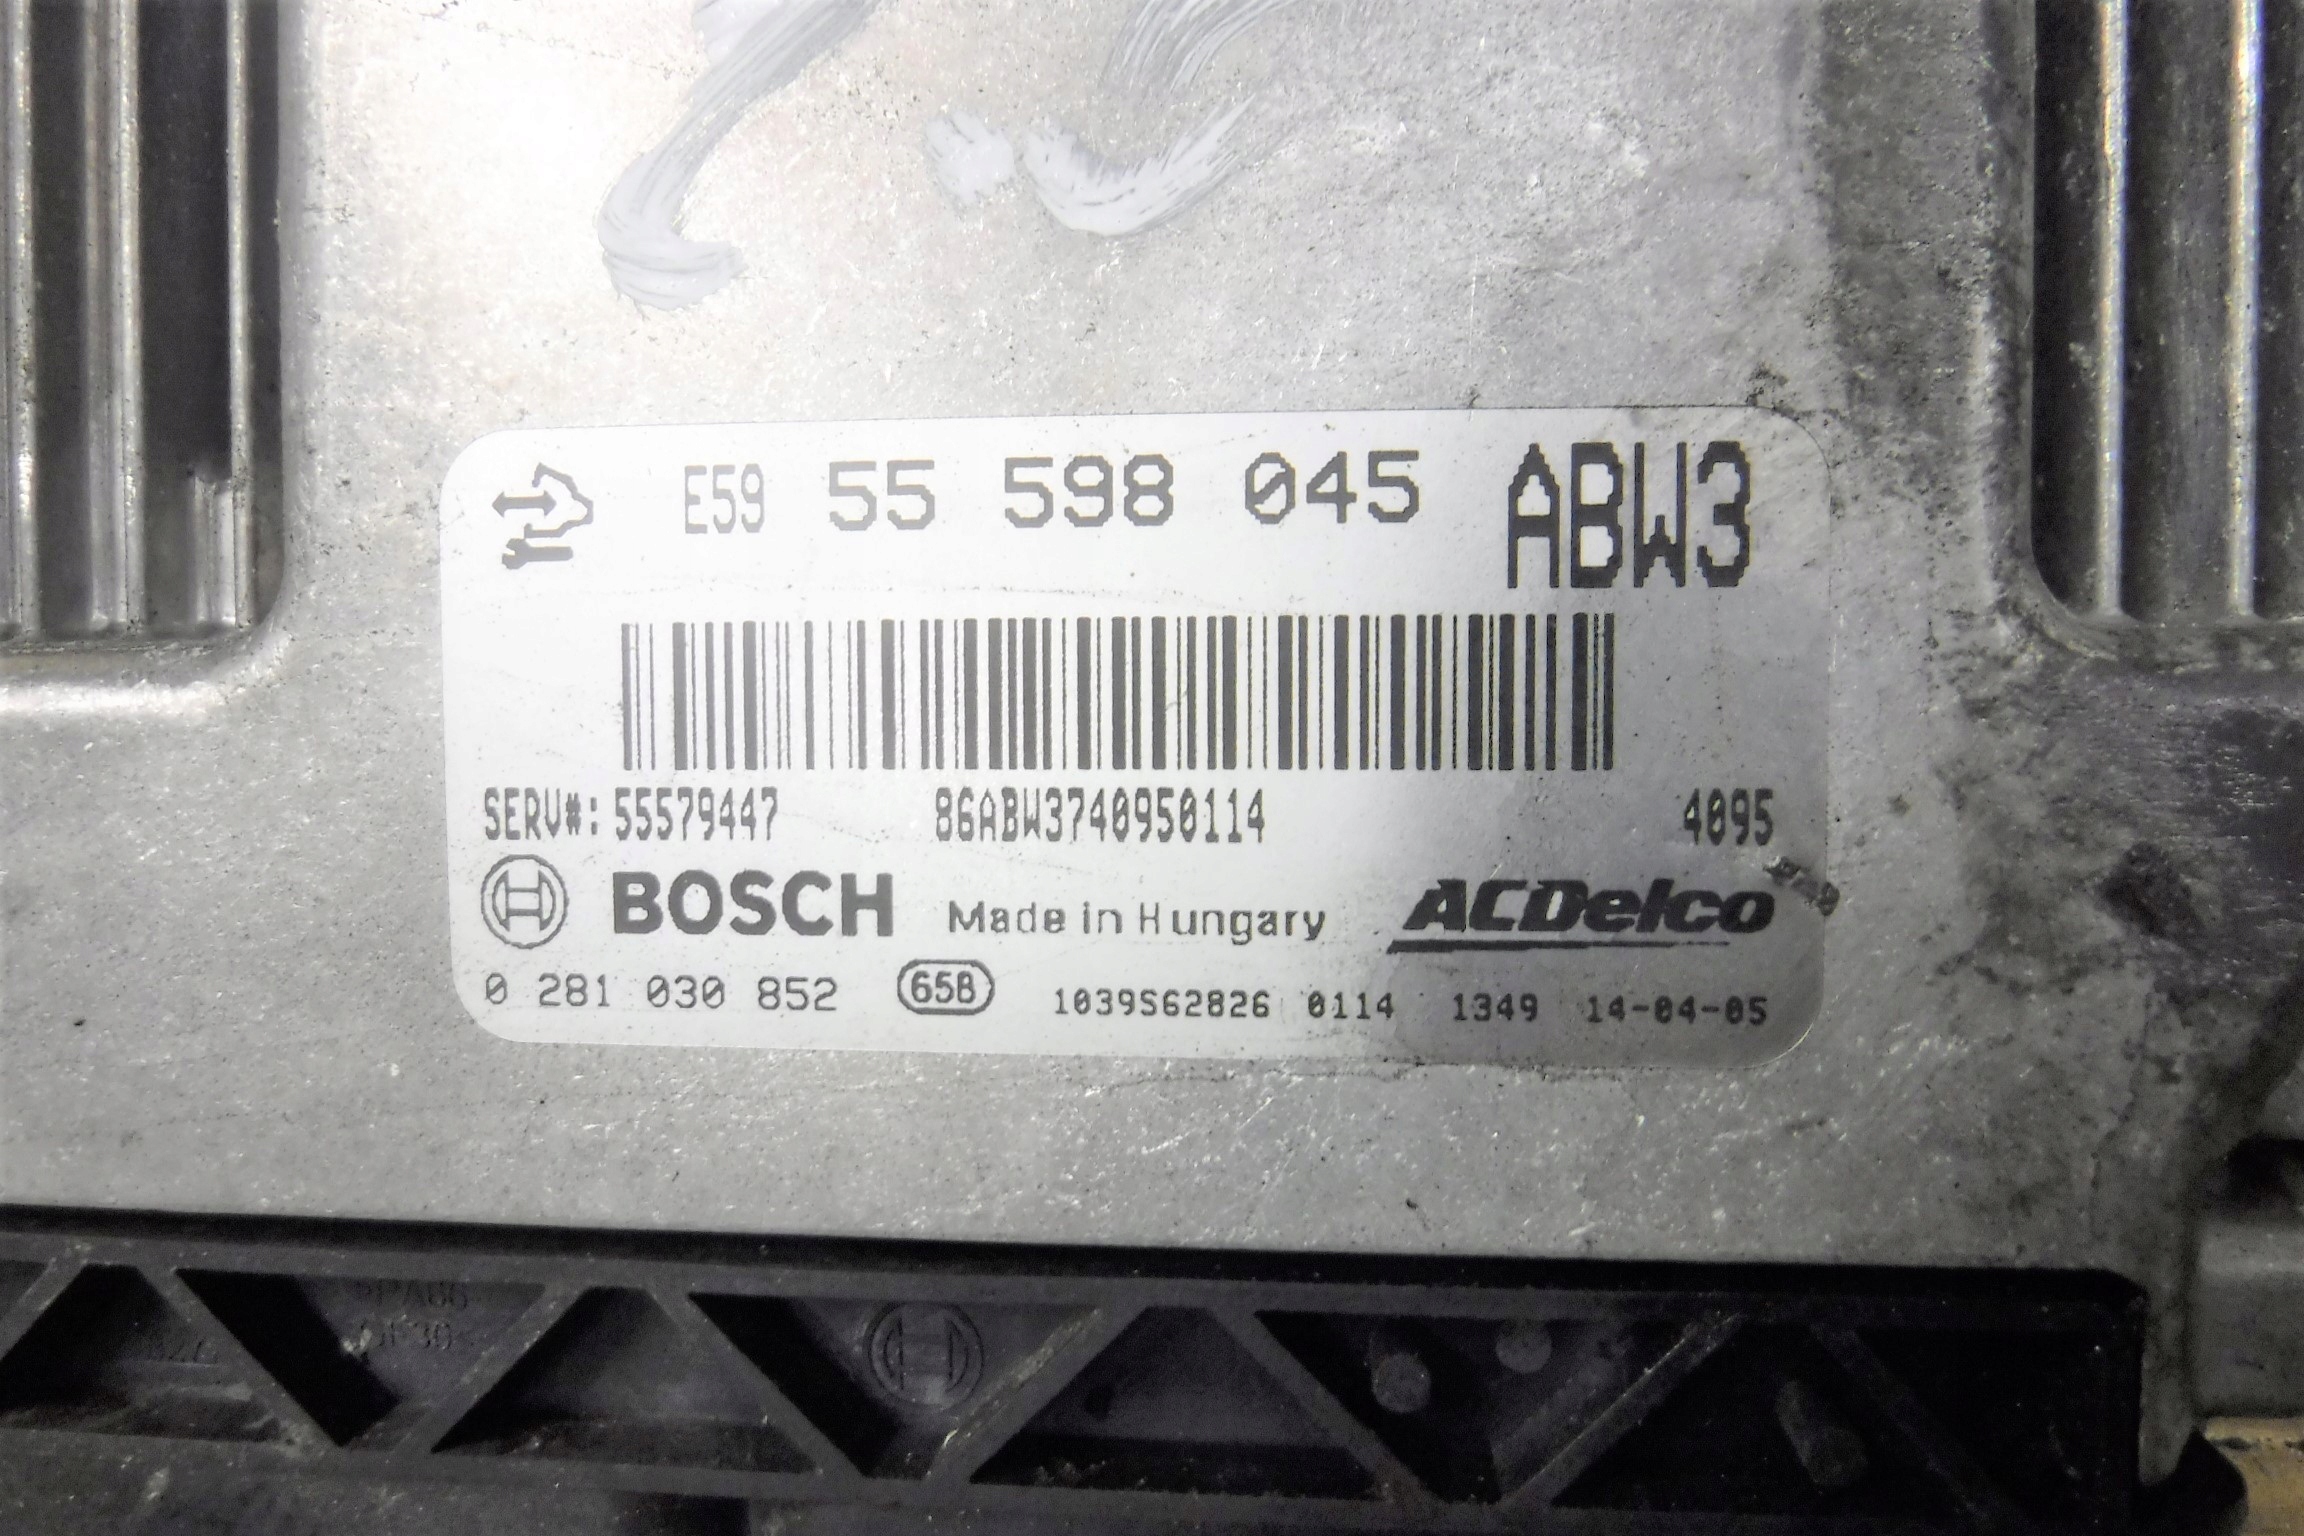 E59 55 598 045 ABW3
SERV#: 55579447 86ABW3740950114 4095
BOSCH Made in Hungary ACDelco
0 281 030 852 65B 1039S62826 0114 1349 14-04-05